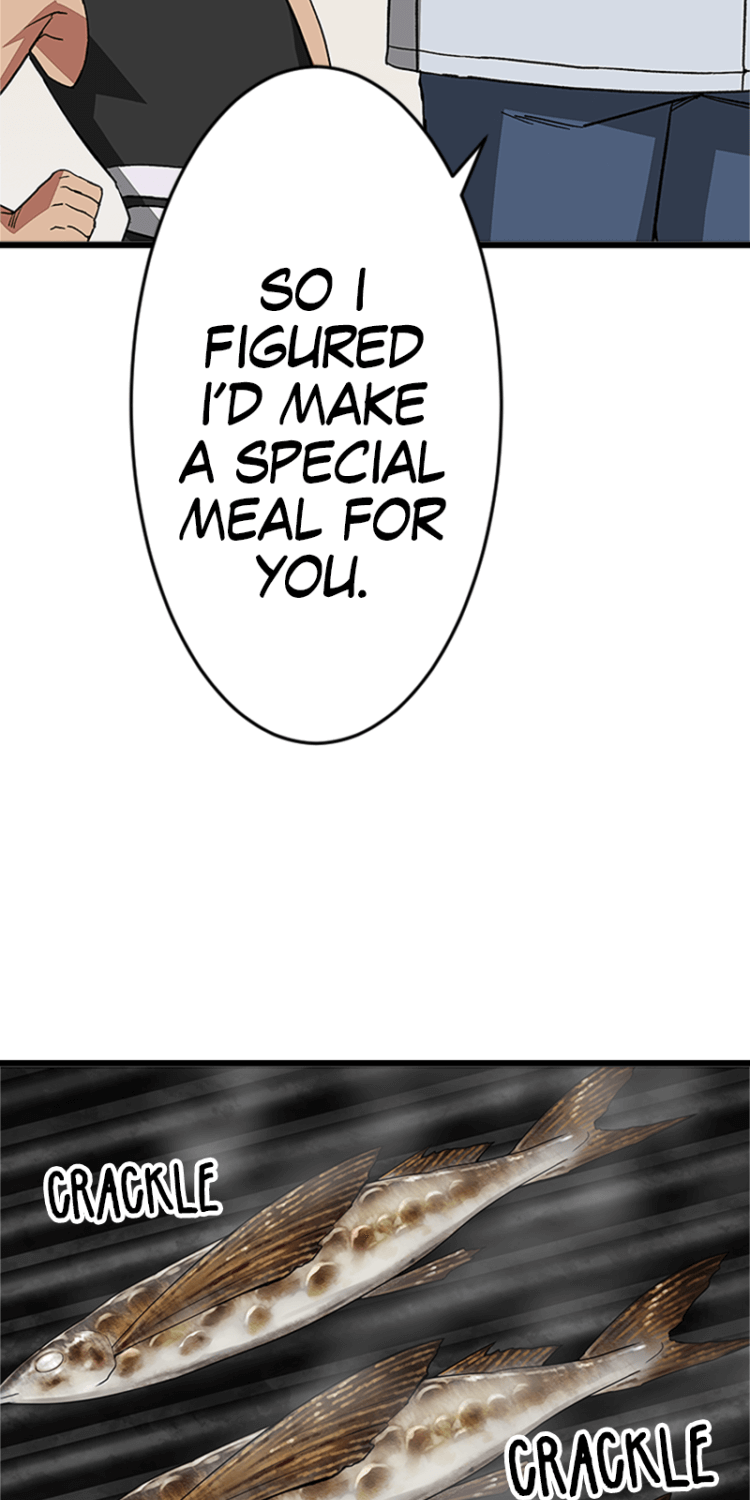 SO I
FIGURED
I'D MAKE
A SPECIAL
MEAL FOR
YOU.
CRACKLE
CRACKLE